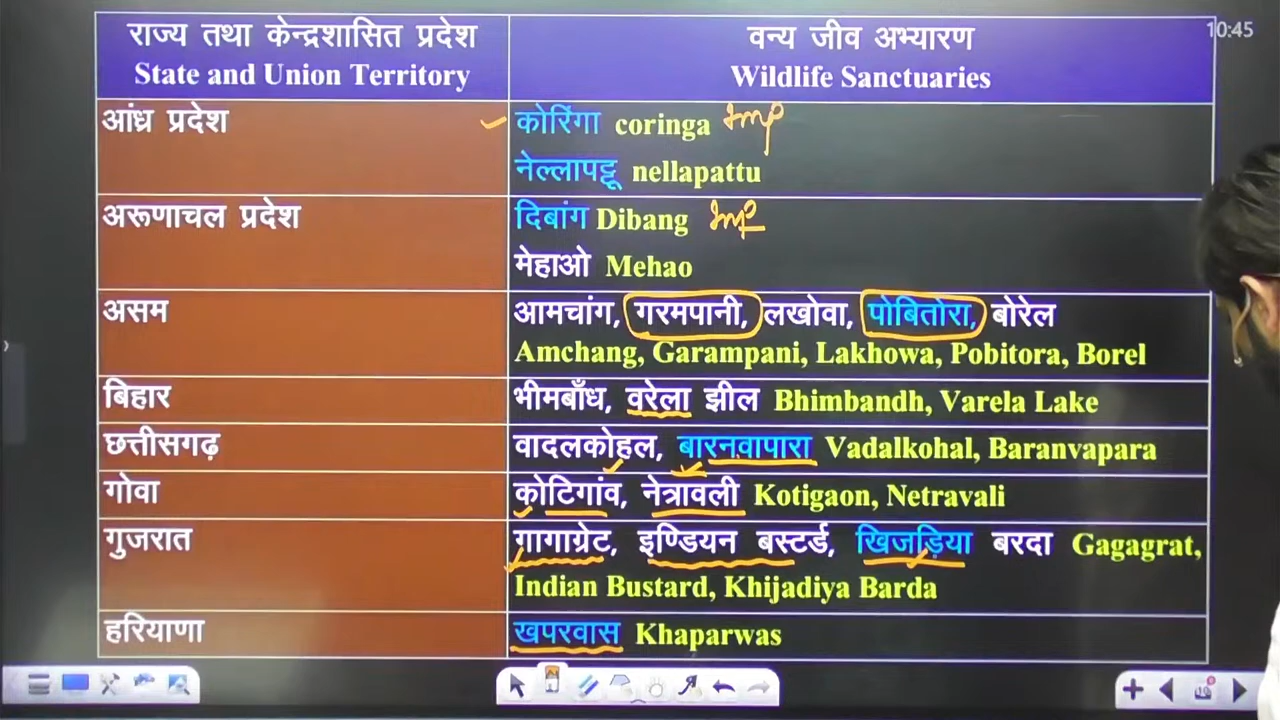 10:45
राज्य तथा केन्द्रशासित प्रदेश
State and Union Territory
वन्य जीव अभ्यारण
Wildlife Sanctuaries
आंध्र प्रदेश
कोरिंगा coringa Imp
नेल्लापट्टू nellapattu
अरूणाचल प्रदेश
दिबांग Dibang Imp
मेहाओ Mehao
असम
आमचांग, गरमपानी, लखोवा, पोबितोरा, बोरेल
Amchang, Garampani, Lakhowa, Pobitora, Borel
बिहार
भीमबाँध, वरेला झील Bhimbandh, Varela Lake
छत्तीसगढ़
वादलकोहल, बारनवापारा Vadalkohal, Baranvapara
गोवा
कोटिगांव, नेत्रावली Kotigaon, Netravali
गुजरात
गागाग्रेट, इण्डियन बस्टर्ड, खिजड़िया बरदा Gagagrat,
Indian Bustard, Khijadiya Barda
हरियाणा
खपरवास Khaparwas